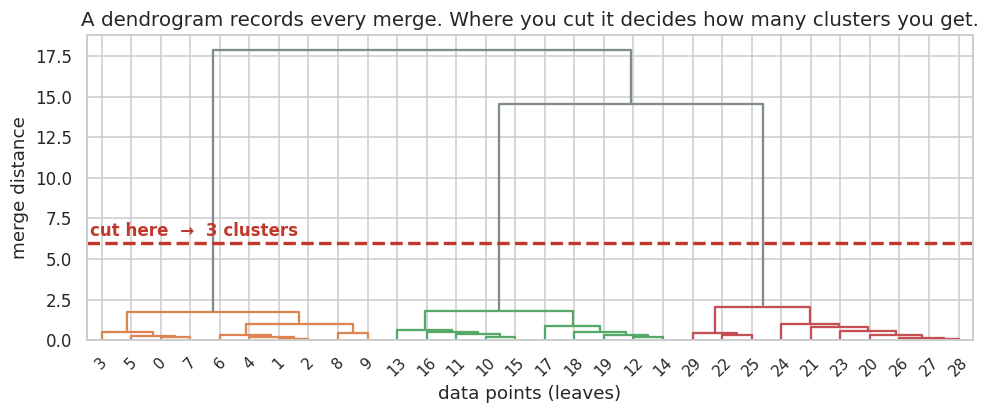 A dendrogram records every merge. Where you cut it decides how many clusters you get.
17.5
15.0
12.5
10.0
7.5
5.0
2.5
0.0
merge distance
cut here → 3 clusters
3 5 0 7 6 4 1 2 8 9 13 16 11 10 15 17 18 19 12 14 29 22 25 24 21 23 20 26 27 28
data points (leaves)